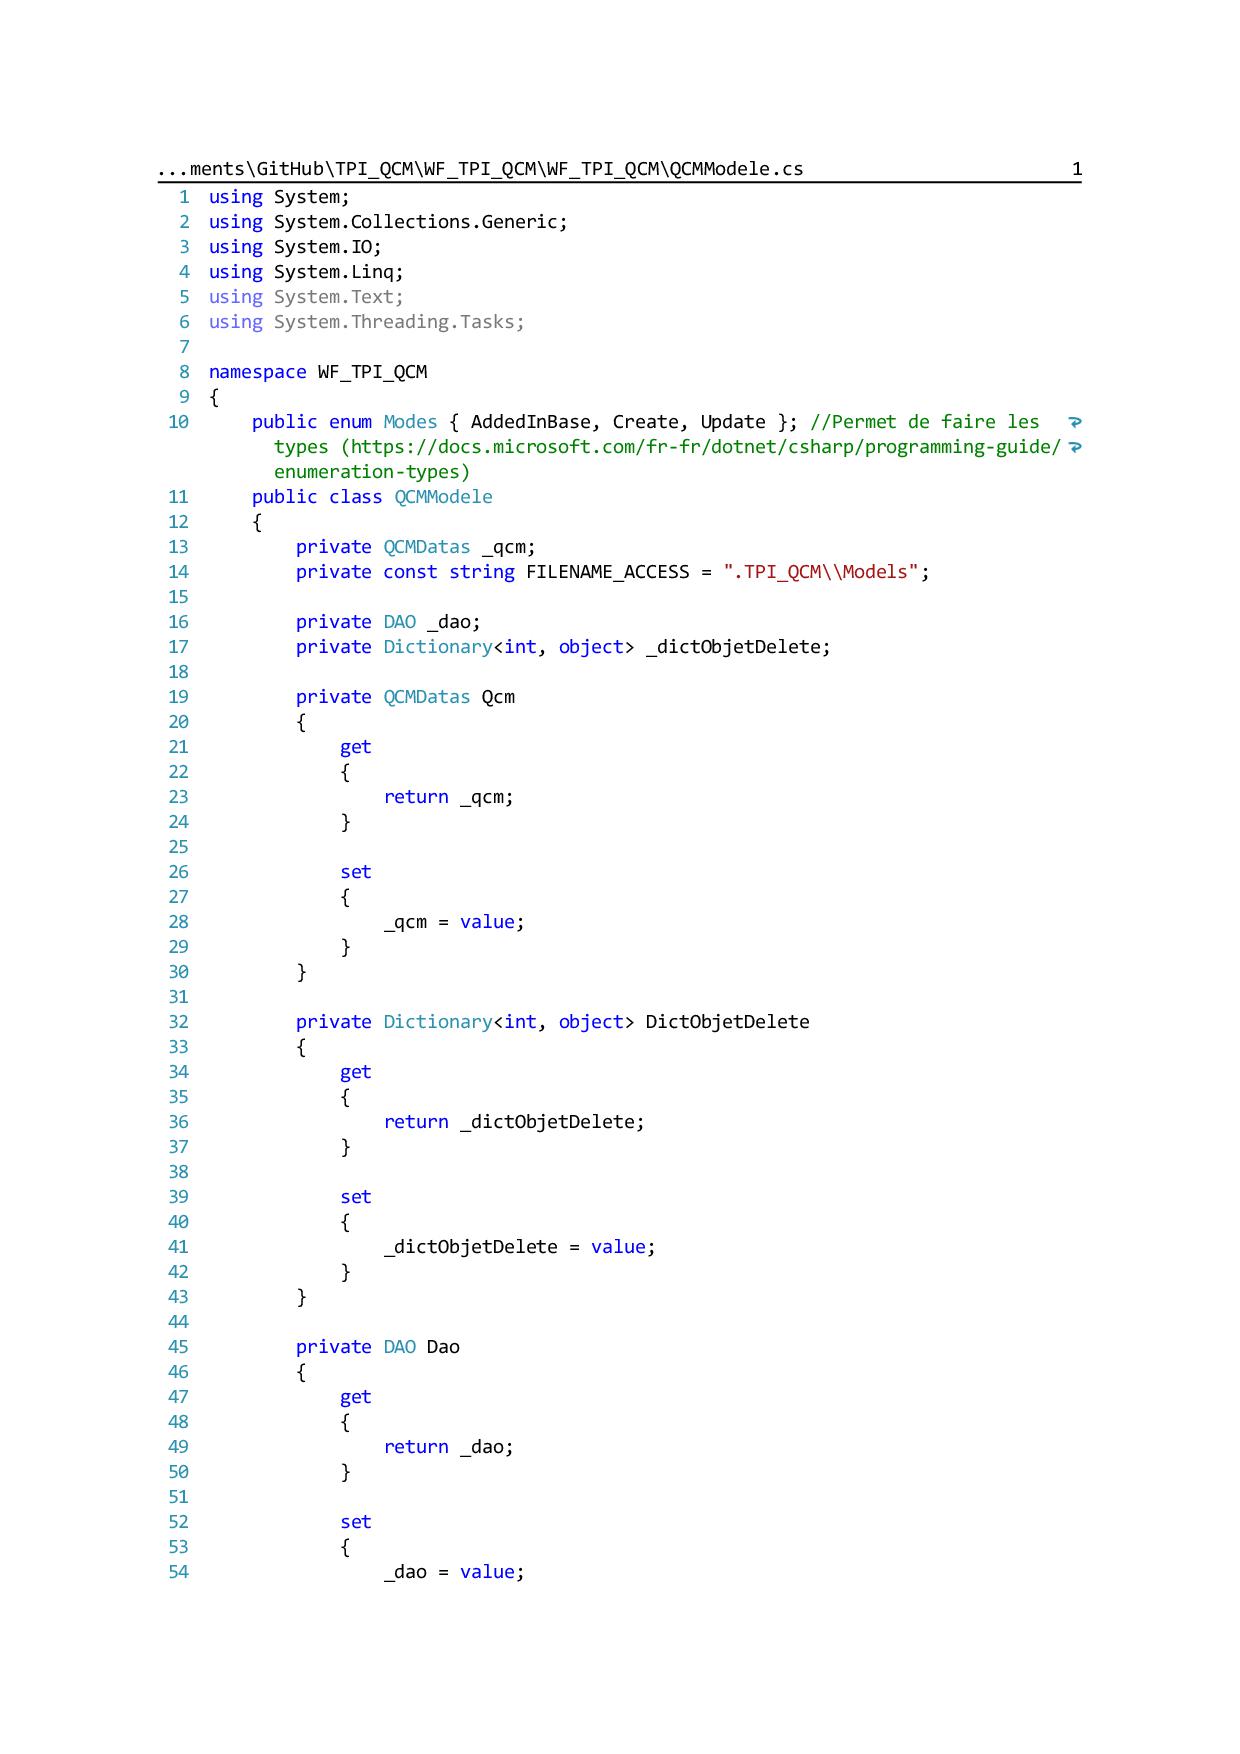 ...ments\GitHub\TPI_QCM\WF_TPI_QCM\WF_TPI_QCM\QCMModele.cs 1
1 using System;
2 using System.Collections.Generic;
3 using System.IO;
4 using System.Linq;
5 using System.Text;
6 using System.Threading.Tasks;
7
8 namespace WF_TPI_QCM
9 {
10     public enum Modes { AddedInBase, Create, Update }; //Permet de faire les
types (https://docs.microsoft.com/fr-fr/dotnet/csharp/programming-guide/
enumeration-types)
11     public class QCMModele
12     {
13         private QCMDatas _qcm;
14         private const string FILENAME_ACCESS = ".TPI_QCM\\Models";
15
16         private DAO _dao;
17         private Dictionary<int, object> _dictObjetDelete;
18
19         private QCMDatas Qcm
20         {
21             get
22             {
23                 return _qcm;
24             }
25
26             set
27             {
28                 _qcm = value;
29             }
30         }
31
32         private Dictionary<int, object> DictObjetDelete
33         {
34             get
35             {
36                 return _dictObjetDelete;
37             }
38
39             set
40             {
41                 _dictObjetDelete = value;
42             }
43         }
44
45         private DAO Dao
46         {
47             get
48             {
49                 return _dao;
50             }
51
52             set
53             {
54                 _dao = value;